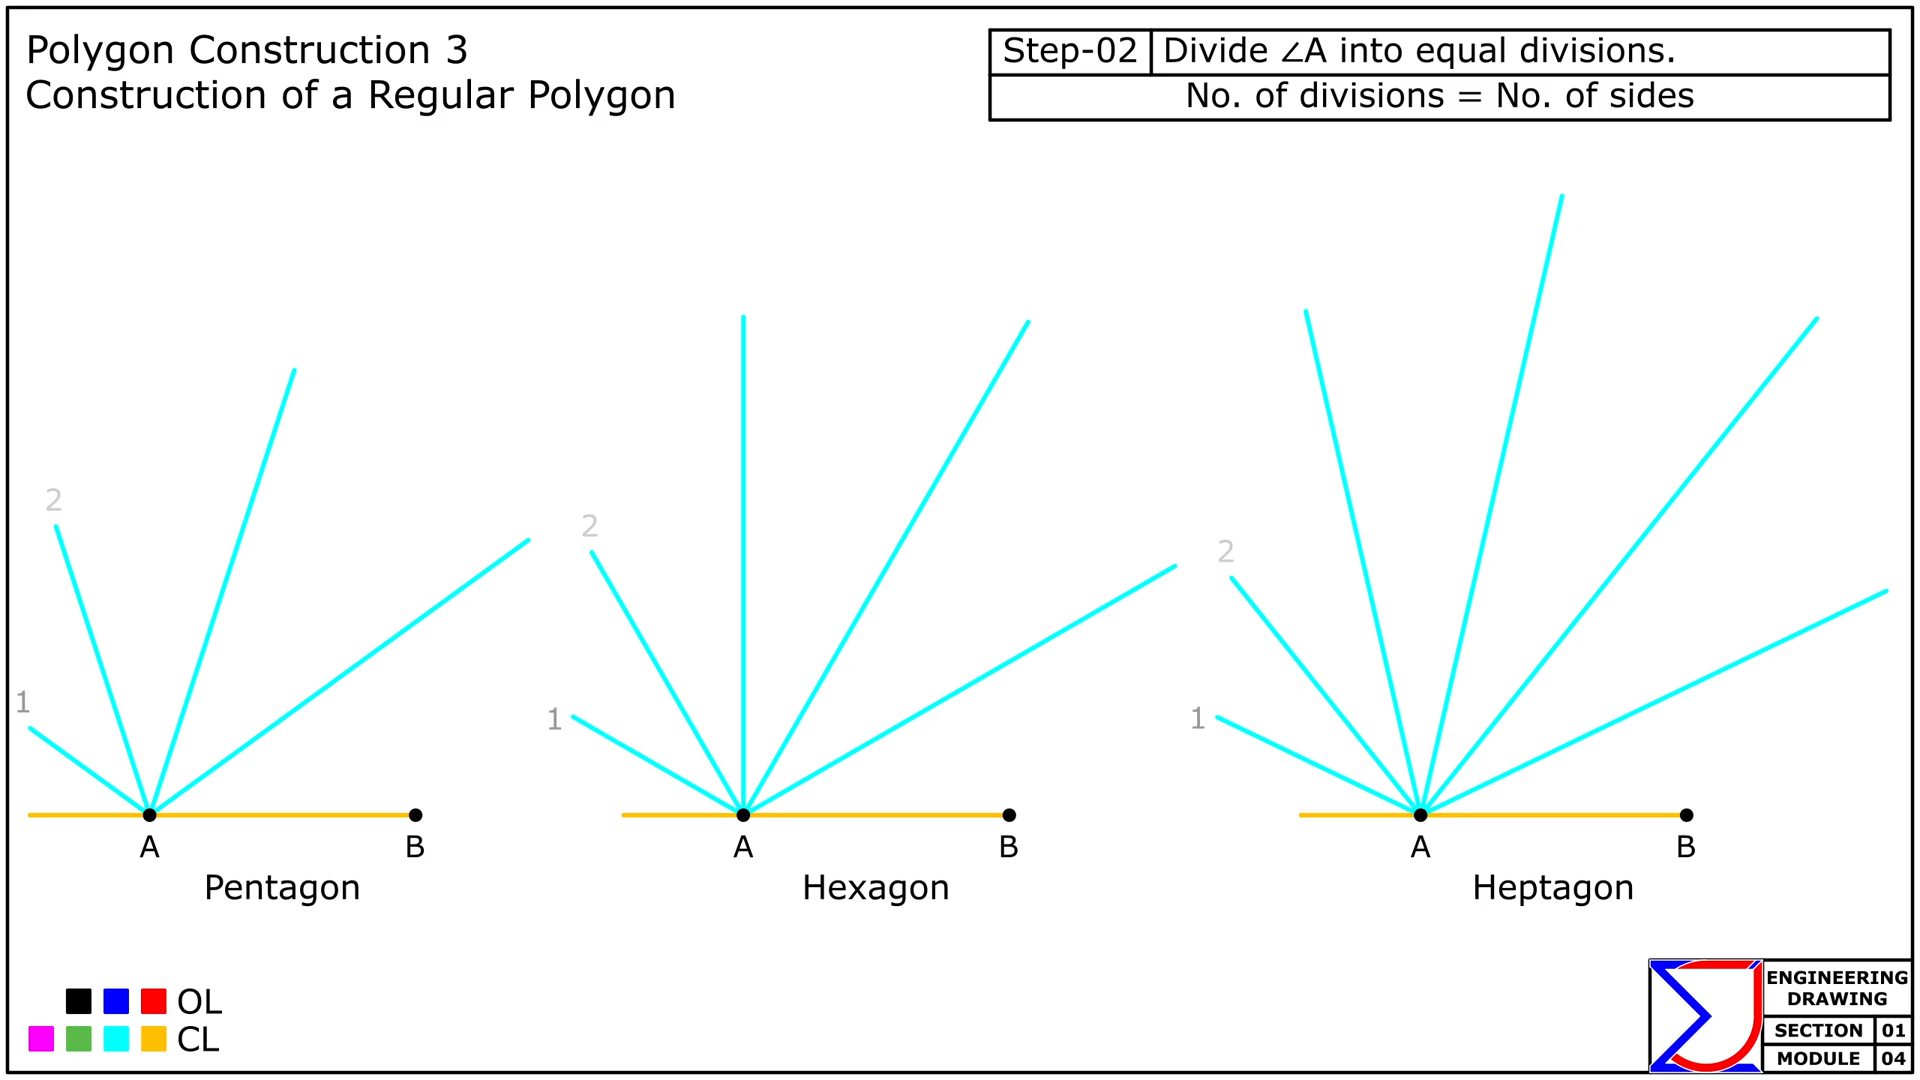 Polygon Construction 3
Construction of a Regular Polygon
Step-02 Divide ∠A into equal divisions.
No. of divisions = No. of sides
2
1
A
B
Pentagon
2
1
A
B
Hexagon
2
1
A
B
Heptagon
OL
CL
ENGINEERING
DRAWING
SECTION 01
MODULE 04